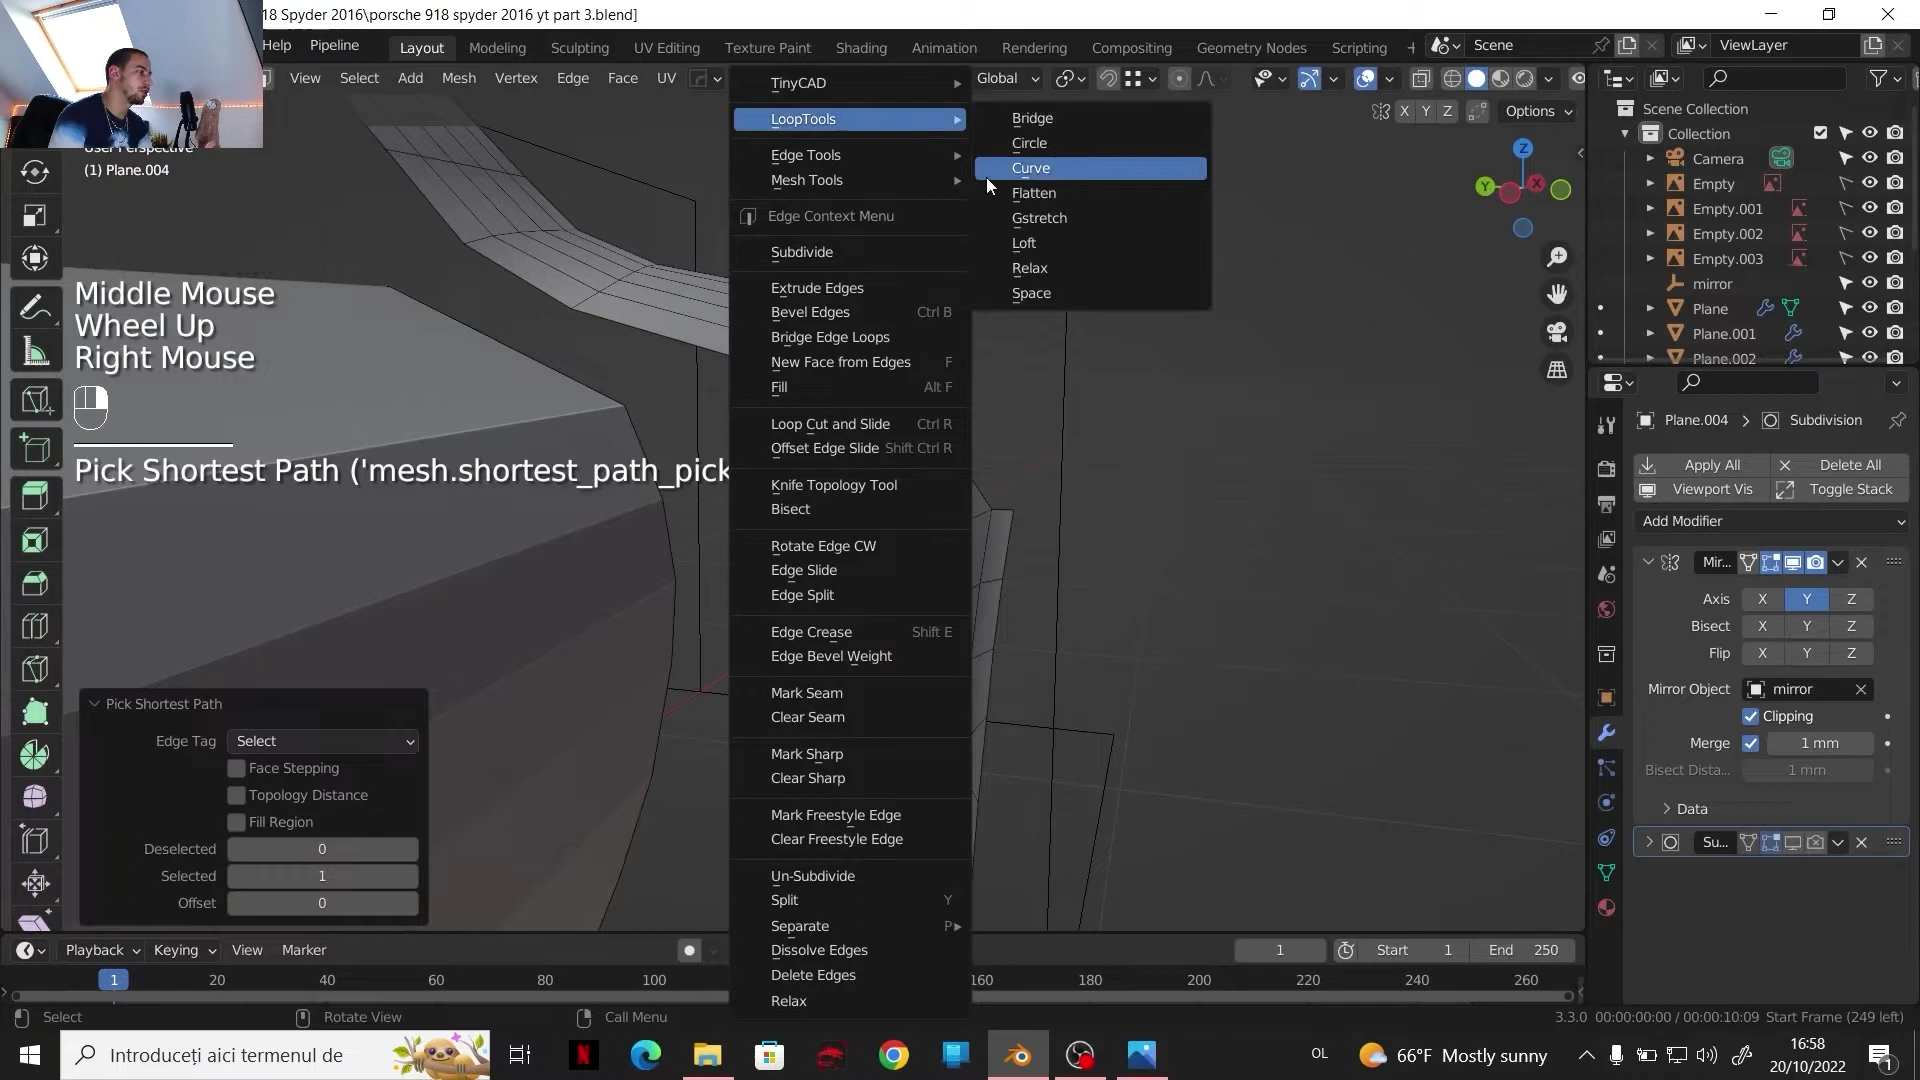 18 Spyder 2016\porsche 918 spyder 2016 yt part 3.blend]
Help Pipeline Layout Modeling Sculpting UV Editing Texture Paint Shading Animation Rendering Compositing Geometry Nodes Scripting + Scene ViewLayer
View Select Add Mesh Vertex Edge Face UV Global
X Y Z Options
(1) Plane.004
Middle Mouse
Wheel Up
Right Mouse
Pick Shortest Path ('mesh.shortest_path_pick
TinyCAD
LoopTools
Edge Tools
Mesh Tools
Edge Context Menu
Subdivide
Extrude Edges
Bevel Edges Ctrl B
Bridge Edge Loops
New Face from Edges F
Fill Alt F
Loop Cut and Slide Ctrl R
Offset Edge Slide Shift Ctrl R
Knife Topology Tool
Bisect
Rotate Edge CW
Edge Slide
Edge Split
Edge Crease Shift E
Edge Bevel Weight
Mark Seam
Clear Seam
Mark Sharp
Clear Sharp
Mark Freestyle Edge
Clear Freestyle Edge
Un-Subdivide
Split Y
Separate P
Dissolve Edges
Delete Edges
Relax
Bridge
Circle
Curve
Flatten
Gstretch
Loft
Relax
Space
Z
Y X
Pick Shortest Path
Edge Tag Select
Face Stepping
Topology Distance
Fill Region
Deselected 0
Selected 1
Offset 0
Scene Collection
Collection
Camera
Empty
Empty.001
Empty.002
Empty.003
mirror
Plane
Plane.001
Plane.002
Plane.004 > Subdivision
Apply All Delete All
Viewport Vis Toggle Stack
Add Modifier
Mir...
Axis X Y Z
Bisect X Y Z
Flip X Y Z
Mirror Object mirror
Clipping
Merge 1 mm
Bisect Dista... 1 mm
Data
Su...
Playback Keying View Marker 1 Start 1 End 250
1 20 40 60 80 100 160 180 200 220 240 260
Select Rotate View Call Menu 3.3.0 00:00:00:00 / 00:00:10:09 Start Frame (249 left)
Introduceți aici termenul de
OL 66°F Mostly sunny 16:58
20/10/2022
1